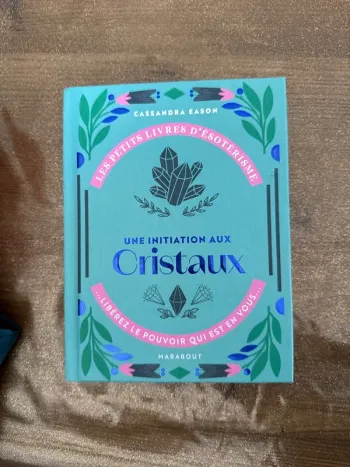 CASSANDRA EASON
LES PETITS LIVRES D'ÉSOTÉRISME
UNE INITIATION AUX
Cristaux
...LIBÉREZ LE POUVOIR QUI EST EN VOUS...
MARABOUT